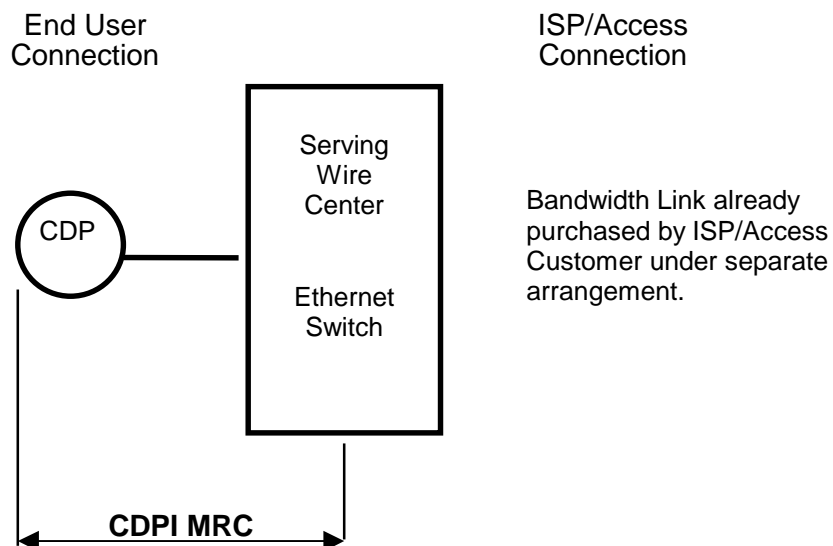 End User
Connection
ISP/Access
Connection
Serving
Wire
Center
CDP
Bandwidth Link already
purchased by ISP/Access
Customer under separate
arrangement.
Ethernet
Switch
CDPI MRC